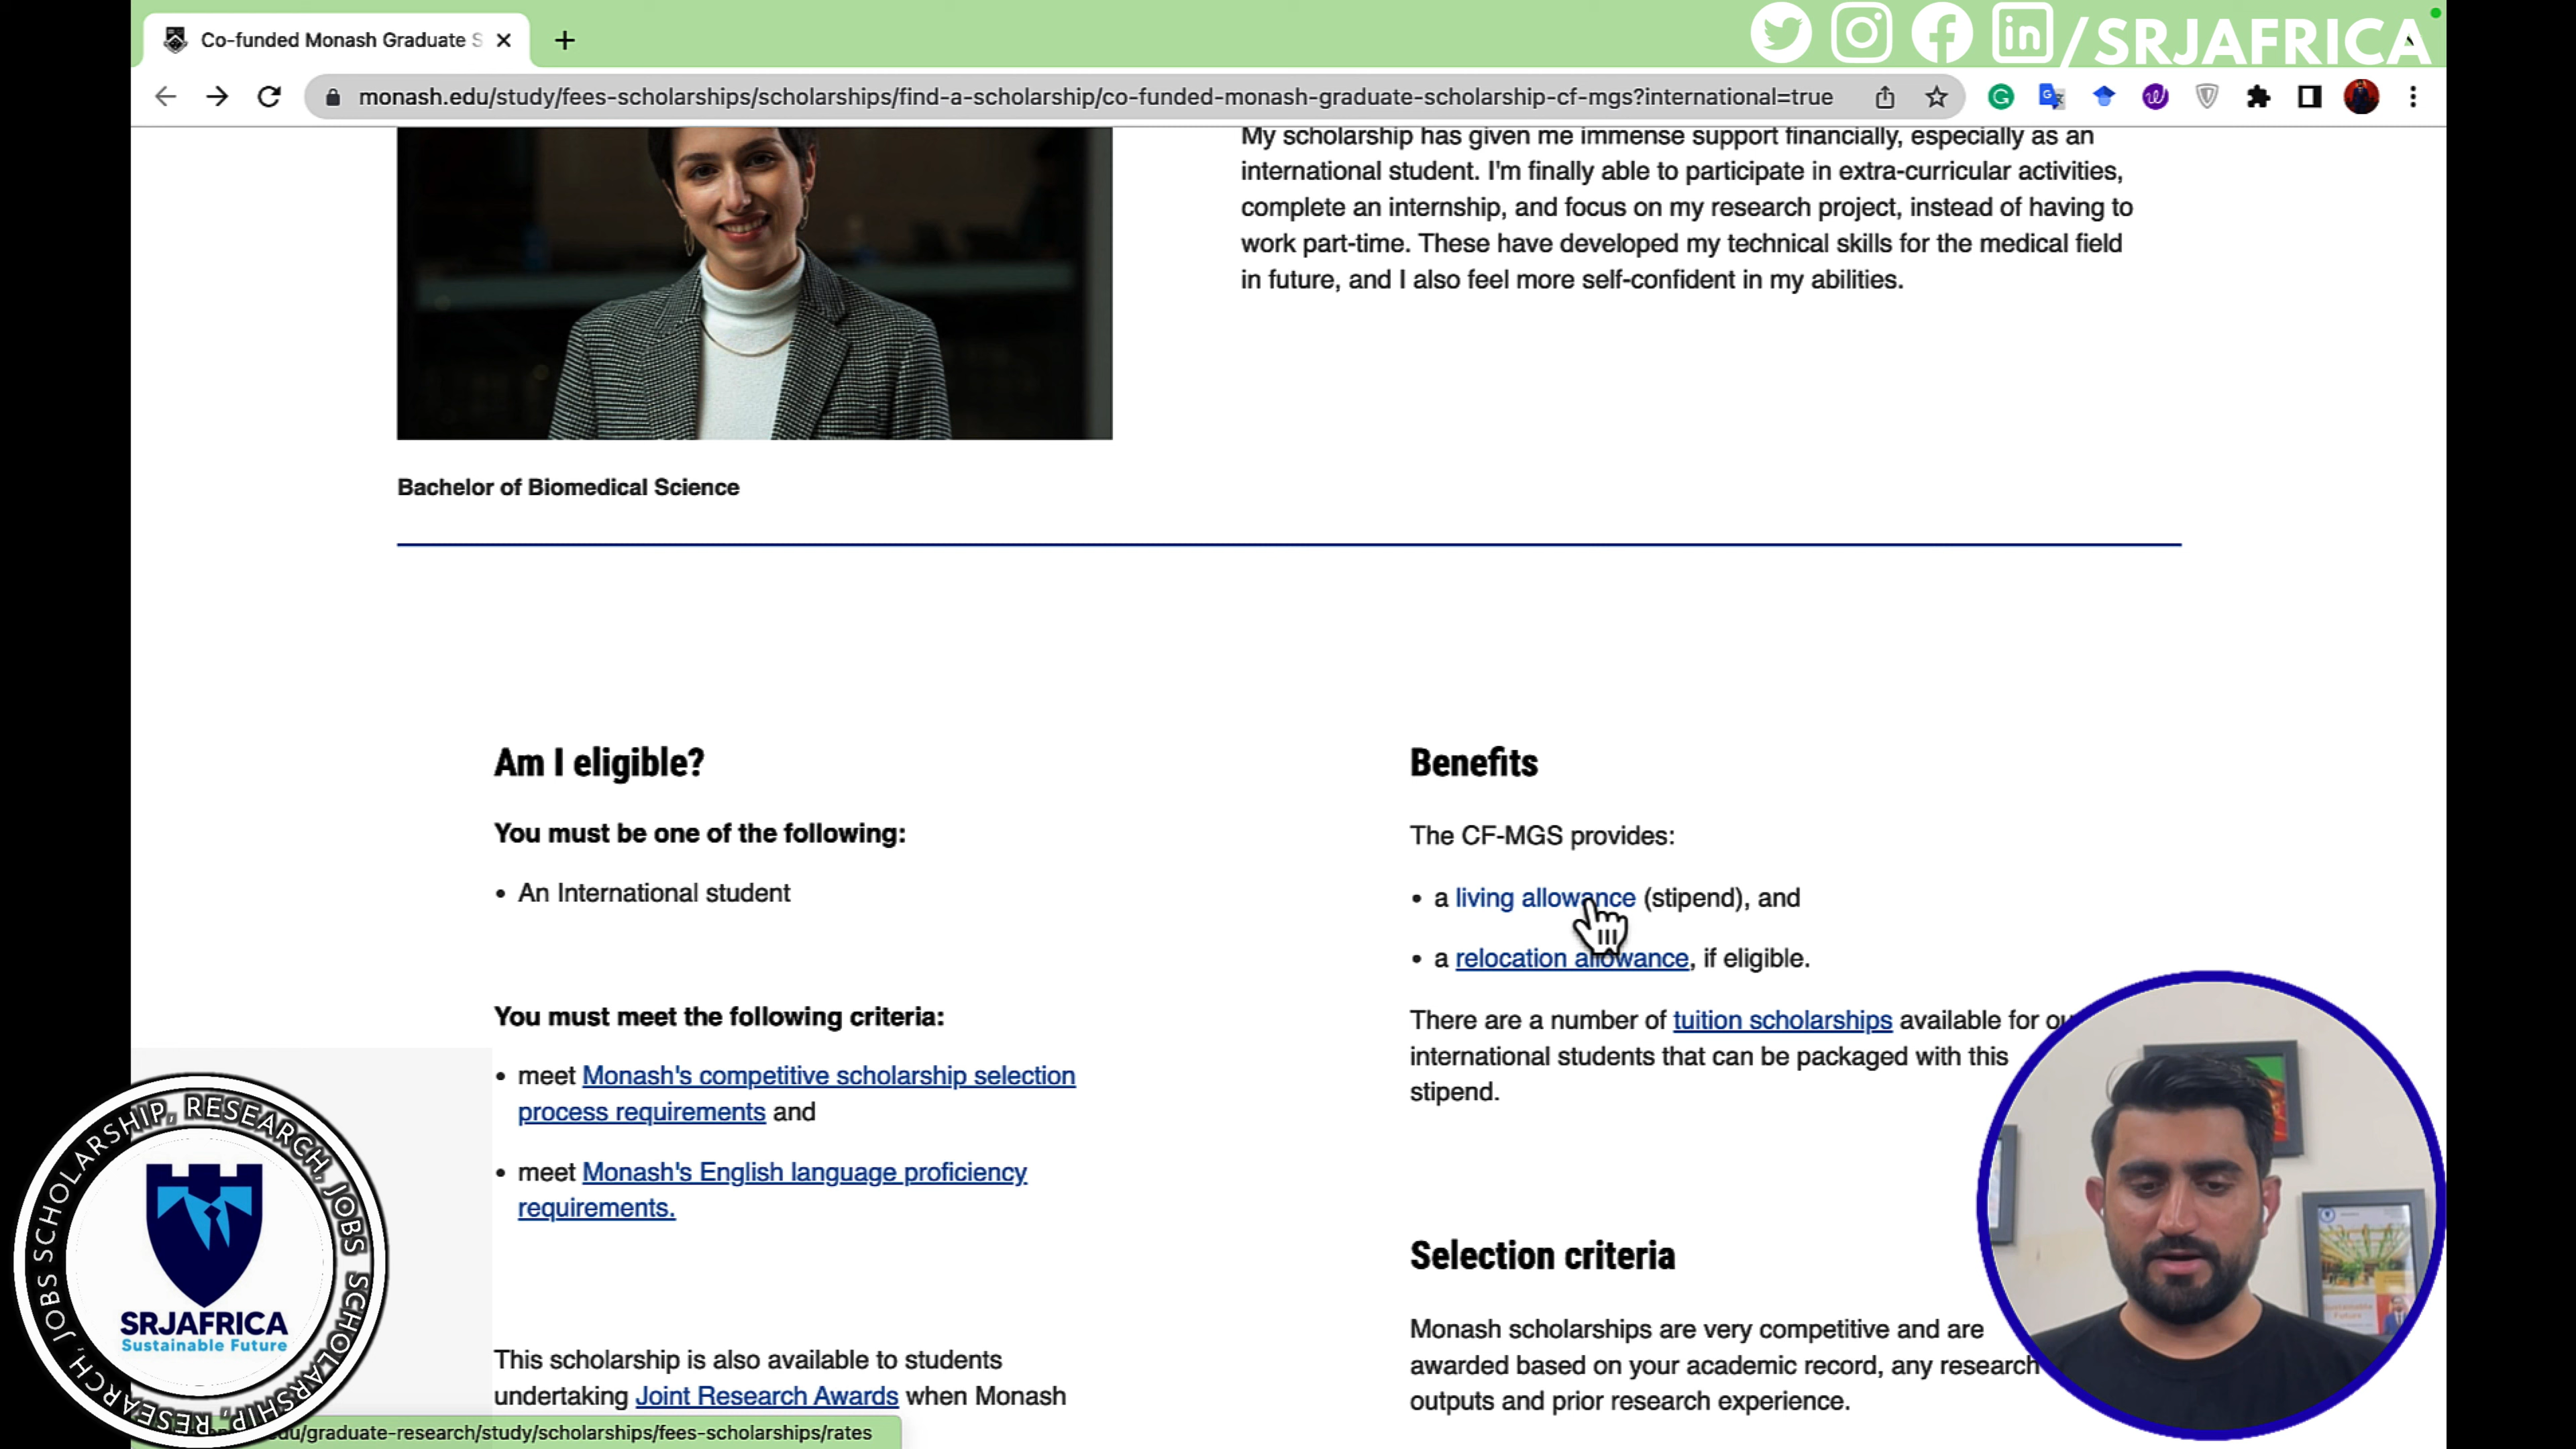 Co-funded Monash Graduate S
/SRJAFRICA
monash.edu/study/fees-scholarships/scholarships/find-a-scholarship/co-funded-monash-graduate-scholarship-cf-mgs?international=true
My scholarship has given me immense support financially, especially as an
international student. I'm finally able to participate in extra-curricular activities,
complete an internship, and focus on my research project, instead of having to
work part-time. These have developed my technical skills for the medical field
in future, and I also feel more self-confident in my abilities.
Bachelor of Biomedical Science
Am I eligible?
You must be one of the following:
• An International student
You must meet the following criteria:
• meet Monash's competitive scholarship selection
process requirements and
• meet Monash's English language proficiency
requirements.
This scholarship is also available to students
undertaking Joint Research Awards when Monash
Benefits
The CF-MGS provides:
• a living allowance (stipend), and
• a relocation allowance, if eligible.
There are a number of tuition scholarships available for ou
international students that can be packaged with this
stipend.
Selection criteria
Monash scholarships are very competitive and are
awarded based on your academic record, any research
outputs and prior research experience.
SCHOLARSHIP, RESEARCH, JOBS SCHOLARSHIP, RESEARCH, JOBS
SRJAFRICA
Sustainable Future
du/graduate-research/study/scholarships/fees-scholarships/rates
Sustainable
Future